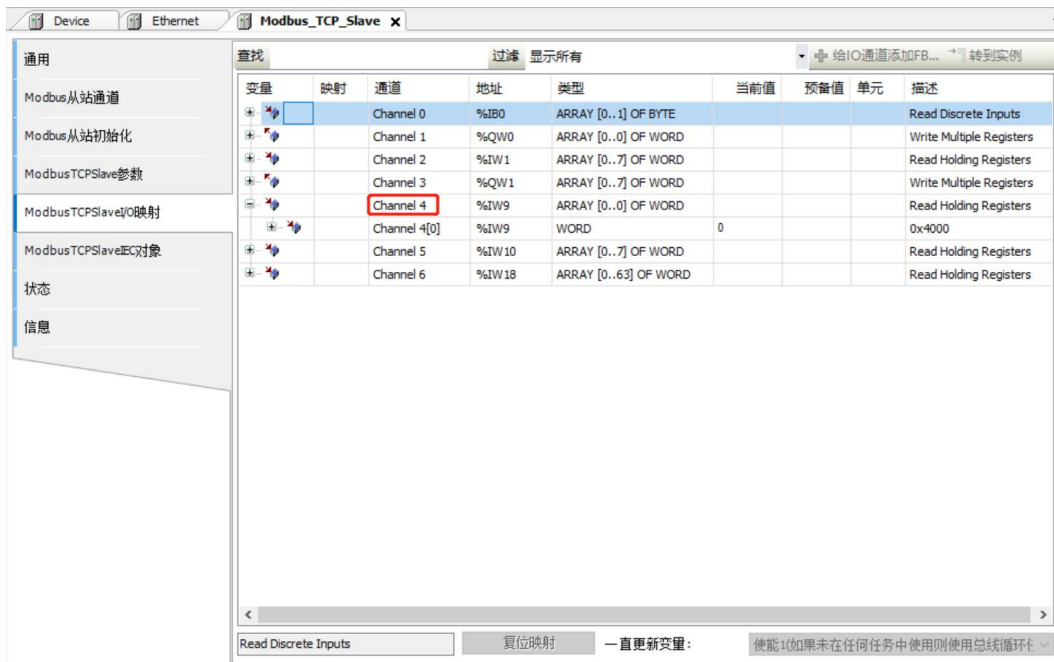 Device Ethernet Modbus_TCP_Slave
通用
Modbus从站通道
Modbus从站初始化
ModbusTCPSlave参数
ModbusTCPSlaveI/O映射
ModbusTCPSlaveIEC对象
状态
信息
查找 过滤 显示所有 给IO通道添加FB... 转到实例
变量 映射 通道 地址 类型 当前值 预备值 单元 描述
Channel 0 %IB0 ARRAY [0..1] OF BYTE Read Discrete Inputs
Channel 1 %QW0 ARRAY [0..0] OF WORD Write Multiple Registers
Channel 2 %IW1 ARRAY [0..7] OF WORD Read Holding Registers
Channel 3 %QW1 ARRAY [0..7] OF WORD Write Multiple Registers
Channel 4 %IW9 ARRAY [0..0] OF WORD Read Holding Registers
Channel 4[0] %IW9 WORD 0 0x4000
Channel 5 %IW10 ARRAY [0..7] OF WORD Read Holding Registers
Channel 6 %IW18 ARRAY [0..63] OF WORD Read Holding Registers
Read Discrete Inputs 复位映射 一直更新变量: 使能1(如果未在任何任务中使用则使用总线循环